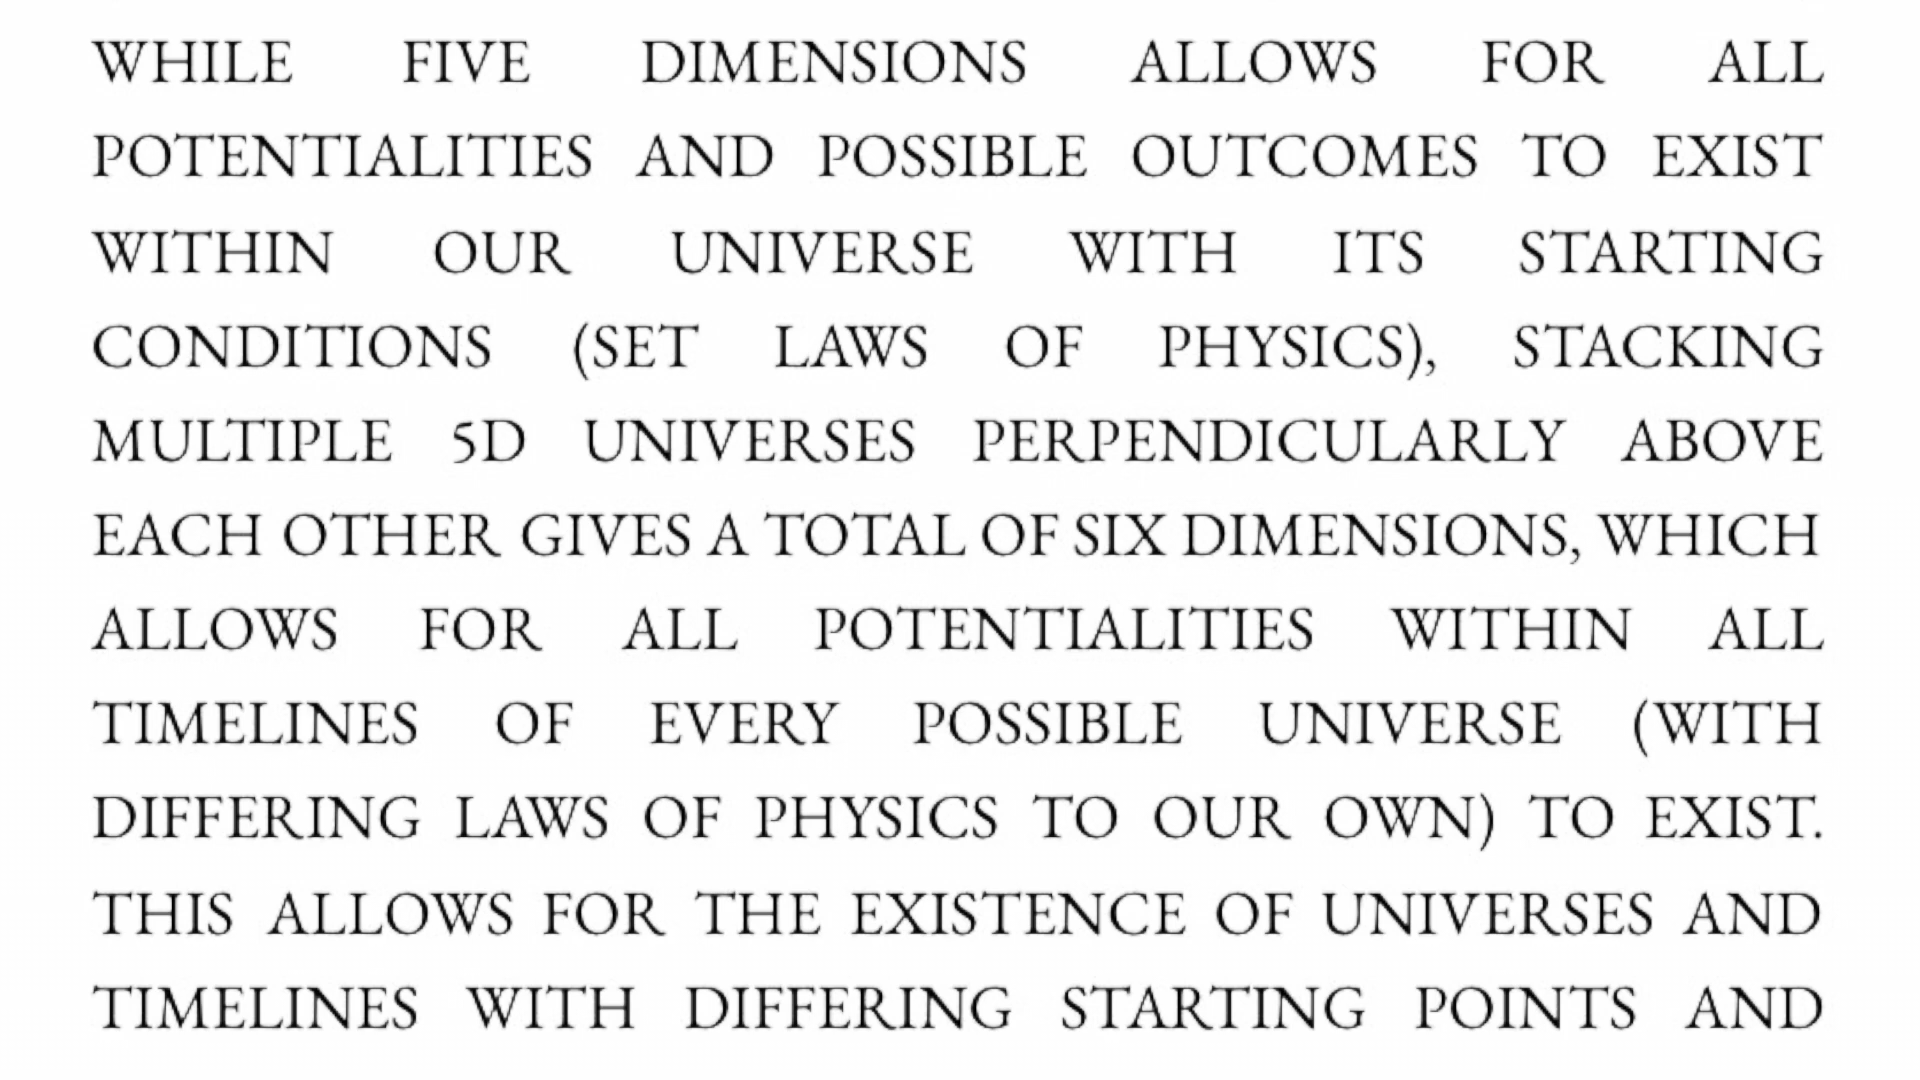 WHILE FIVE DIMENSIONS ALLOWS FOR ALL
POTENTIALITIES AND POSSIBLE OUTCOMES TO EXIST
WITHIN OUR UNIVERSE WITH ITS STARTING
CONDITIONS (SET LAWS OF PHYSICS), STACKING
MULTIPLE 5D UNIVERSES PERPENDICULARLY ABOVE
EACH OTHER GIVES A TOTAL OF SIX DIMENSIONS, WHICH
ALLOWS FOR ALL POTENTIALITIES WITHIN ALL
TIMELINES OF EVERY POSSIBLE UNIVERSE (WITH
DIFFERING LAWS OF PHYSICS TO OUR OWN) TO EXIST.
THIS ALLOWS FOR THE EXISTENCE OF UNIVERSES AND
TIMELINES WITH DIFFERING STARTING POINTS AND